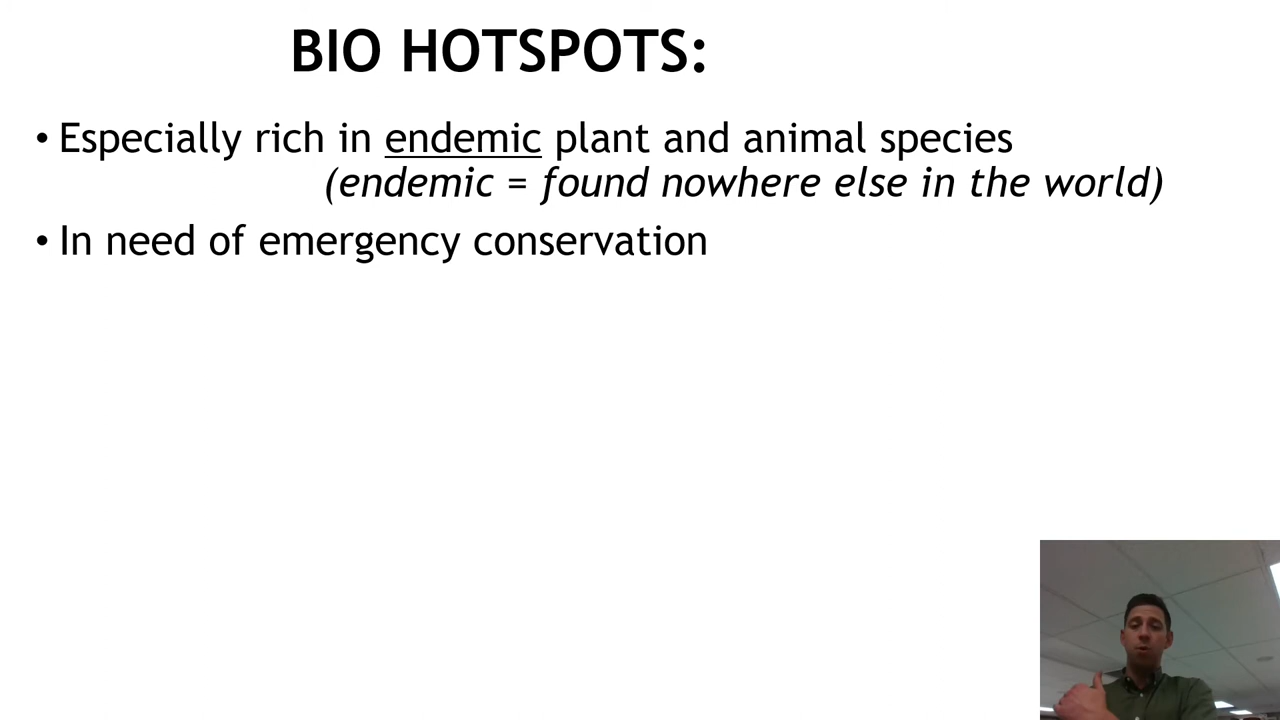 BIO HOTSPOTS:
• Especially rich in endemic plant and animal species
(endemic = found nowhere else in the world)
• In need of emergency conservation